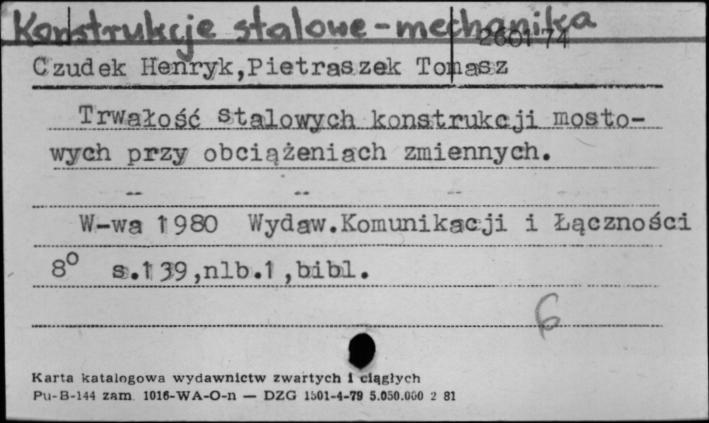 Konstrukcje stalowe-mechanika
260174
Czudek Henryk,Pietraszek Tomasz
Trwałość stalowych konstrukcji mosto-
wych przy obciążeniach zmiennych.
W-wa 1980 Wydaw.Komunikacji i Łączności
8° s.139,nlb.1,bibl.
6
Karta katalogowa wydawnictw zwartych i ciągłych
Pu-B-144 zam. 1016-WA-O-n — DZG 1501-4-79 5.050.000 2 81